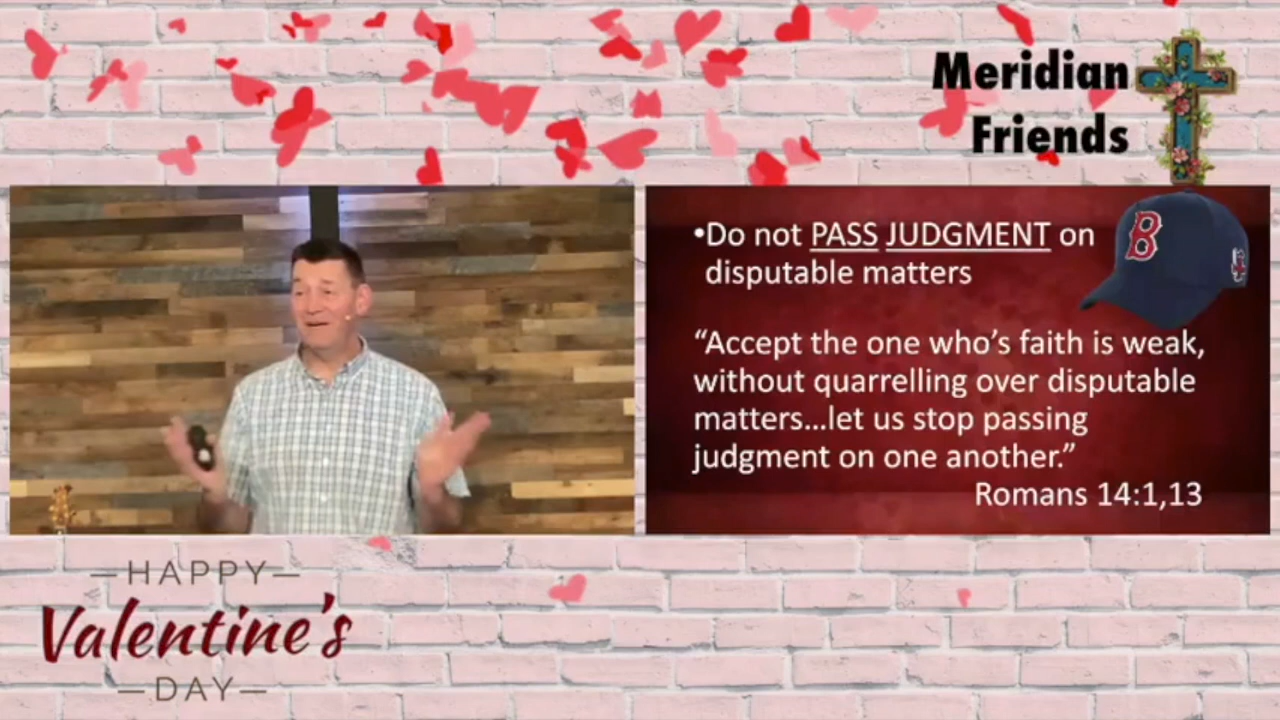 Meridian
Friends
•Do not PASS JUDGMENT on
disputable matters
B
“Accept the one who’s faith is weak,
without quarrelling over disputable
matters...let us stop passing
judgment on one another.”
Romans 14:1,13
—HAPPY—
Valentine's
—DAY—